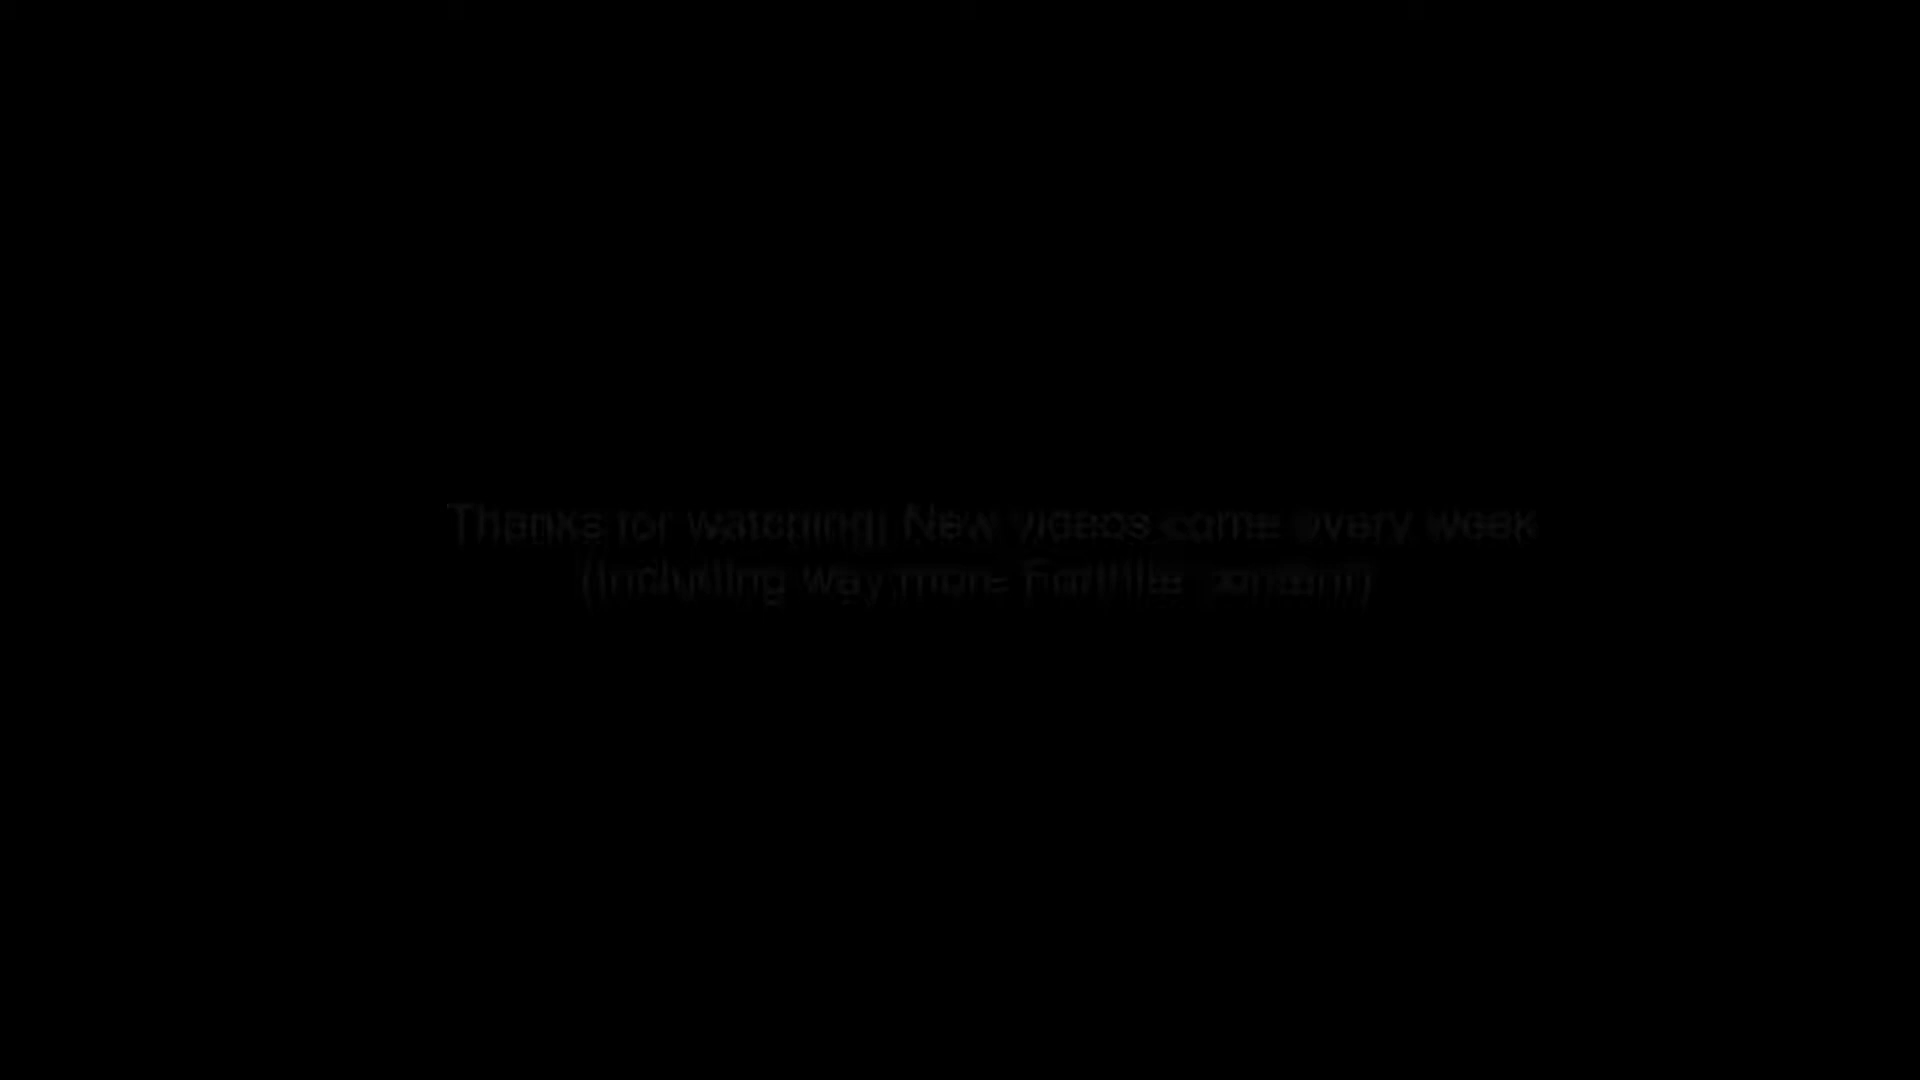 Thanks for watching! New videos come every week
(including way more Fortnite content)